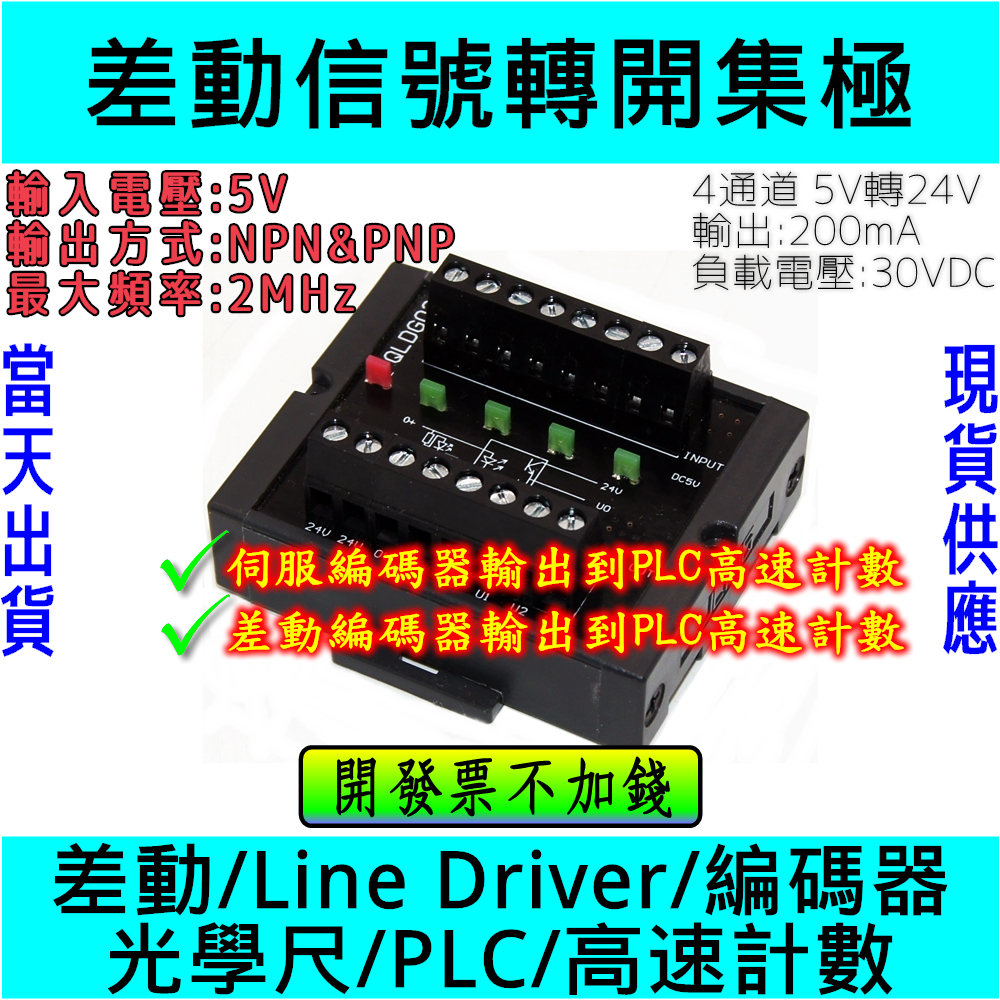 差動信號轉開集極
輸入電壓:5V
輸出方式:NPN&PNP
最大頻率:2MHz
4通道 5V轉24V
輸出:200mA
負載電壓:30VDC
當天出貨
現貨供應
INPUT
DC5V
0+
24V
U0
24V 24V
U1 U2
伺服編碼器輸出到PLC高速計數
差動編碼器輸出到PLC高速計數
開發票不加錢
差動/Line Driver/編碼器
光學尺/PLC/高速計數